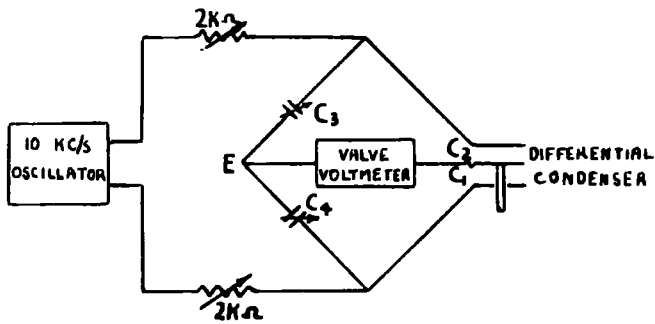 2KΩ
C3
10 KC/S
OSCILLATOR
E
VALVE
VOLTMETER
C2
C1
DIFFERENTIAL
CONDENSER
C4
2KΩ